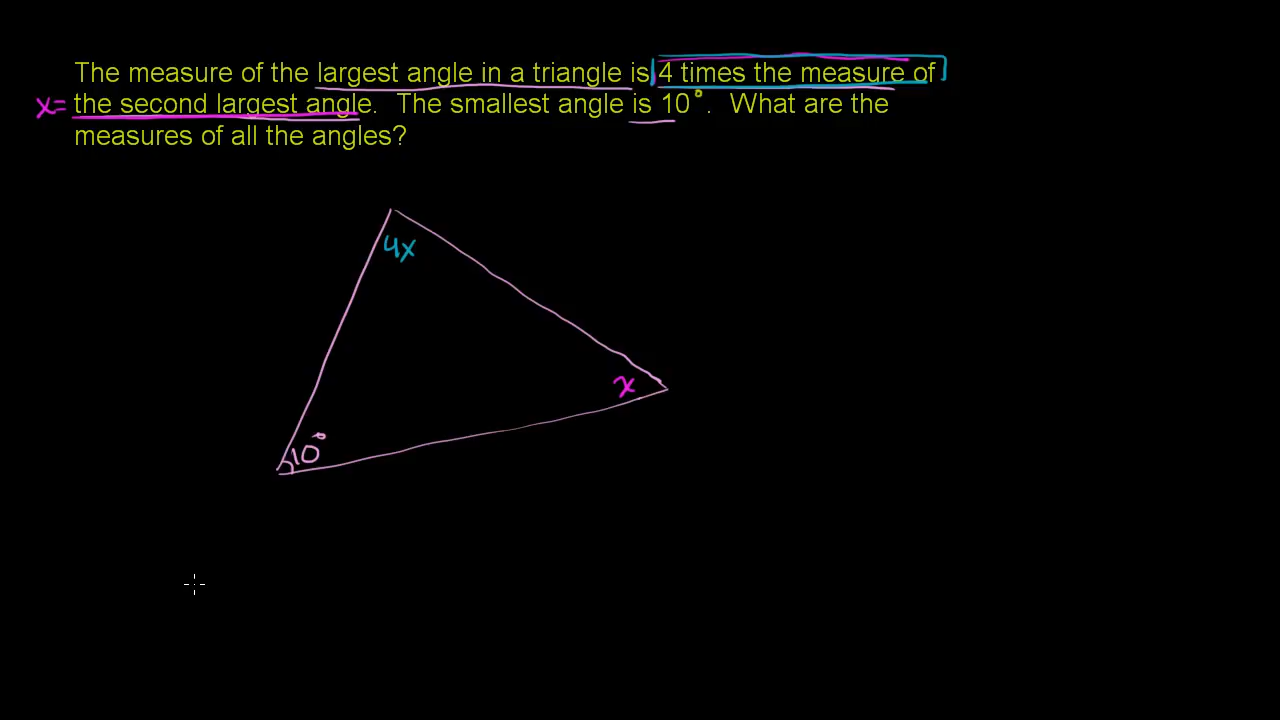 The measure of the largest angle in a triangle is 4 times the measure of
x= the second largest angle. The smallest angle is 10°. What are the
measures of all the angles?
4x
x
10°